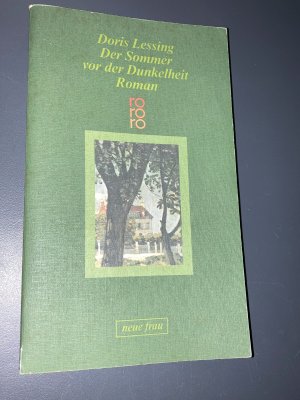 Doris Lessing
Der Sommer
vor der Dunkelheit
Roman
ro
ro
ro
neue frau